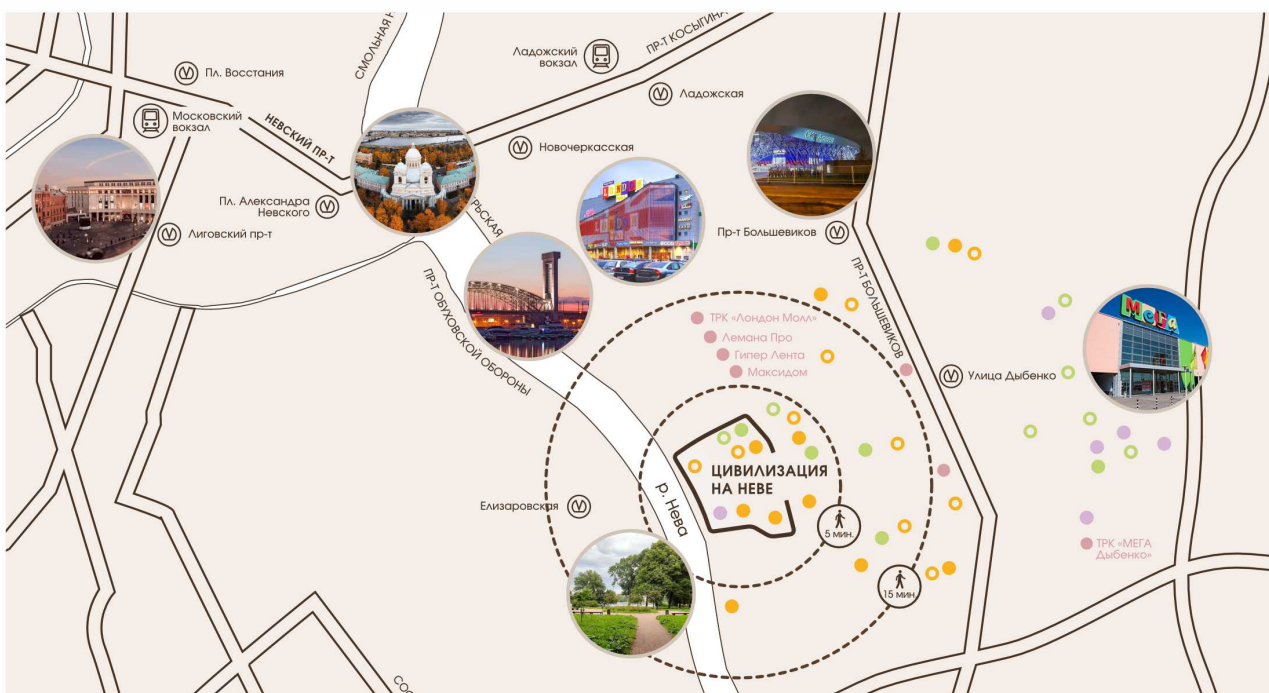 СМОЛЬНАЯ Н
Ладожский
вокзал
ПР-Т КОСЫГИНА
Пл. Восстания
Ладожская
Московский
вокзал
НЕВСКИЙ ПР-Т
Новочеркасская
Пл. Александра
Невского
Лиговский пр-т
РЬСКАЯ
Пр-т Большевиков
ПР-Т ОБУХОВСКОЙ ОБОРОНЫ
ПР-Т БОЛЬШЕВИКОВ
МЕГА
ТРК «Лондон Молл»
Лемана Про
Гипер Лента
Максидом
Улица Дыбенко
ЦИВИЛИЗАЦИЯ
НА НЕВЕ
р. Нева
Елизаровская
5 мин.
ТРК «МЕГА
Дыбенко»
15 мин.